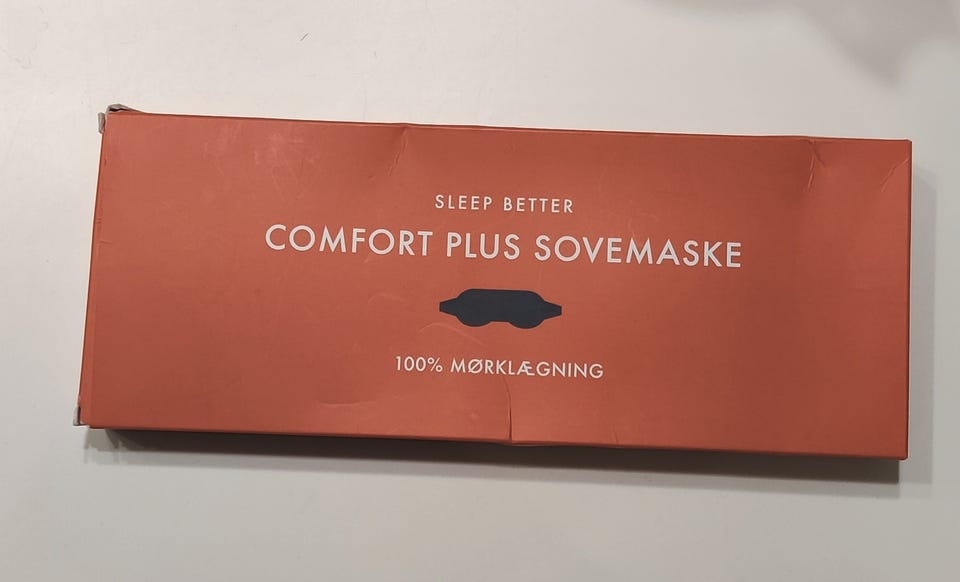 SLEEP BETTER
COMFORT PLUS SOVEMASKE
100% MØRKLÆGNING